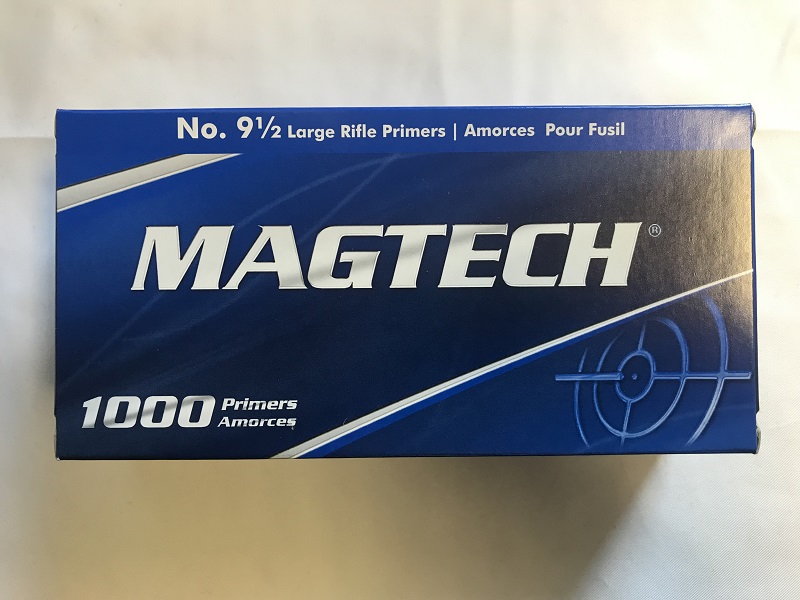 No. 9½ Large Rifle Primers | Amorces Pour Fusil
MAGTECH®
1000 Primers
Amorces